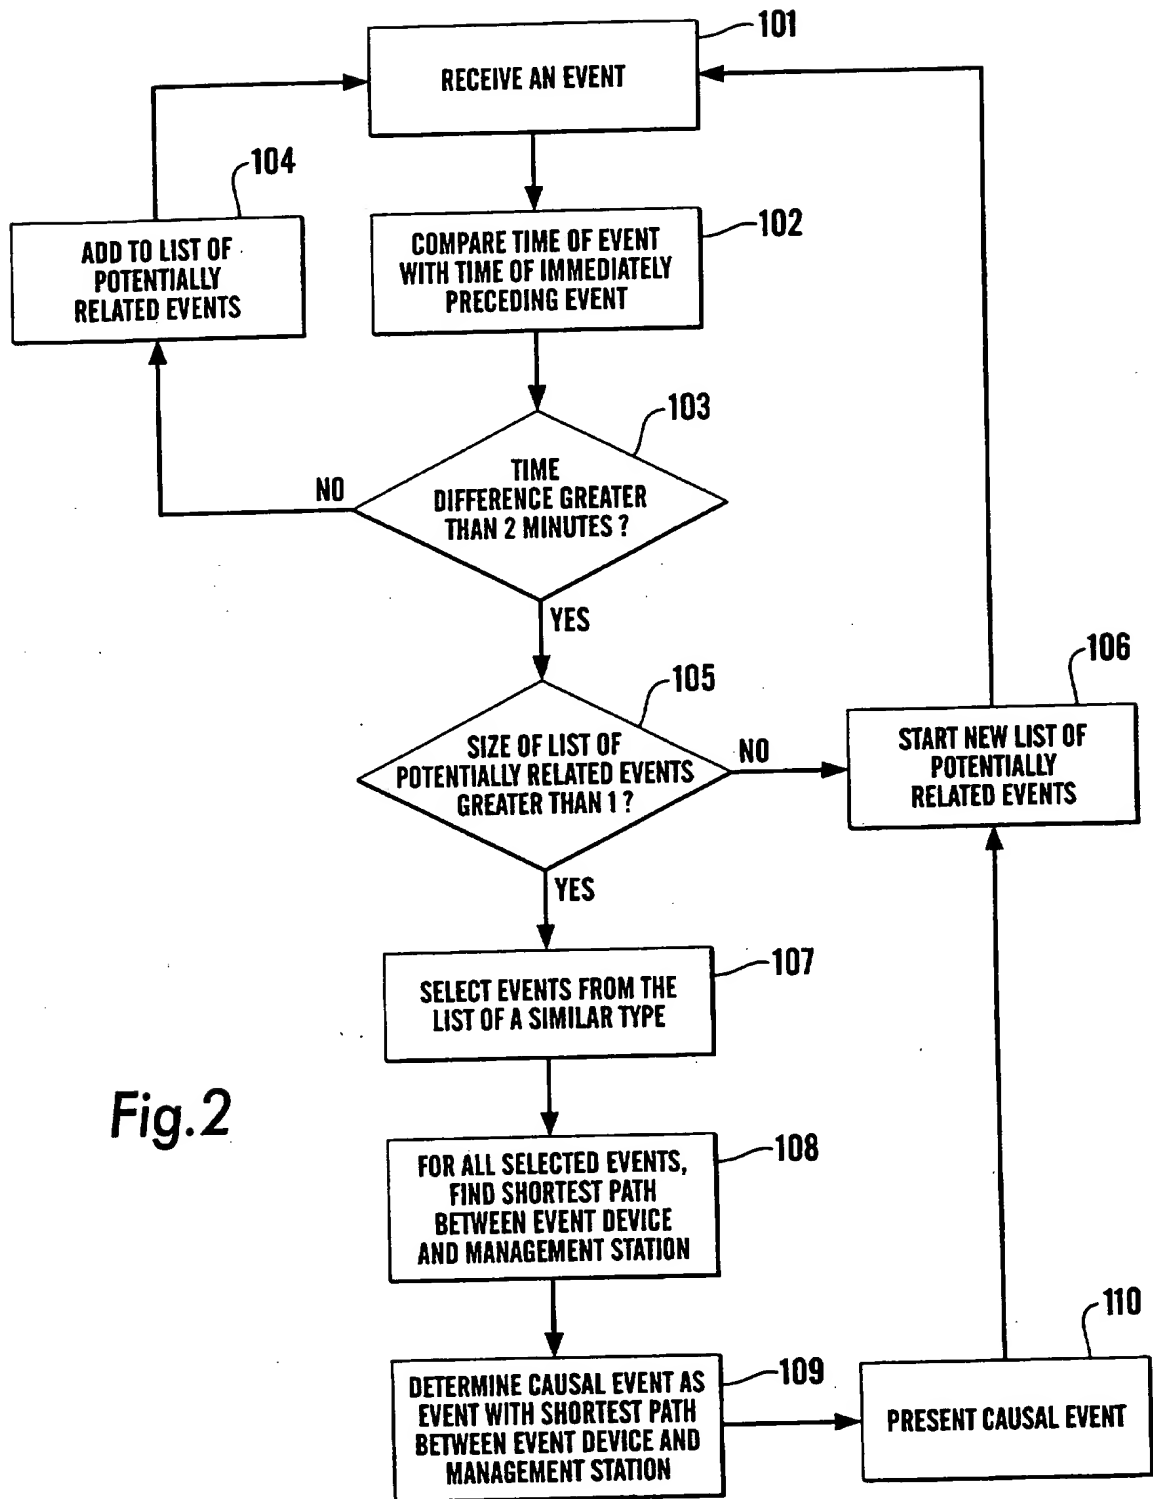 101
RECEIVE AN EVENT
104
ADD TO LIST OF
POTENTIALLY
RELATED EVENTS
102
COMPARE TIME OF EVENT
WITH TIME OF IMMEDIATELY
PRECEDING EVENT
103
TIME
DIFFERENCE GREATER
THAN 2 MINUTES ?
NO
YES
105
SIZE OF LIST OF
POTENTIALLY RELATED EVENTS
GREATER THAN 1 ?
NO
106
START NEW LIST OF
POTENTIALLY
RELATED EVENTS
YES
107
SELECT EVENTS FROM THE
LIST OF A SIMILAR TYPE
Fig.2
108
FOR ALL SELECTED EVENTS,
FIND SHORTEST PATH
BETWEEN EVENT DEVICE
AND MANAGEMENT STATION
109
DETERMINE CAUSAL EVENT AS
EVENT WITH SHORTEST PATH
BETWEEN EVENT DEVICE AND
MANAGEMENT STATION
110
PRESENT CAUSAL EVENT